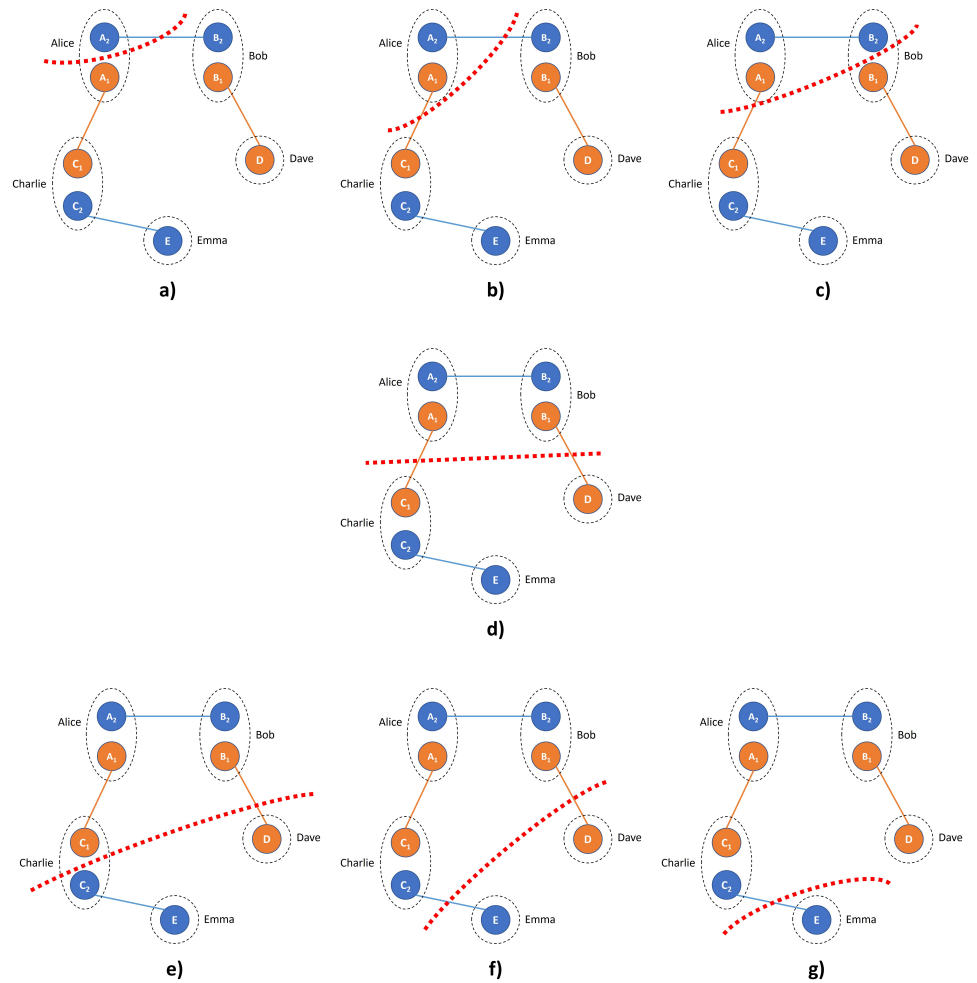 Alice A2 B2 Bob
A1 B1
C1 D Dave
Charlie
C2 E Emma
a)
Alice A2 B2 Bob
A1 B1
C1 D Dave
Charlie
C2 E Emma
b)
Alice A2 B2 Bob
A1 B1
C1 D Dave
Charlie
C2 E Emma
c)
Alice A2 B2 Bob
A1 B1
C1 D Dave
Charlie
C2 E Emma
d)
Alice A2 B2 Bob
A1 B1
C1 D Dave
Charlie
C2 E Emma
e)
Alice A2 B2 Bob
A1 B1
C1 D Dave
Charlie
C2 E Emma
f)
Alice A2 B2 Bob
A1 B1
C1 D Dave
Charlie
C2 E Emma
g)